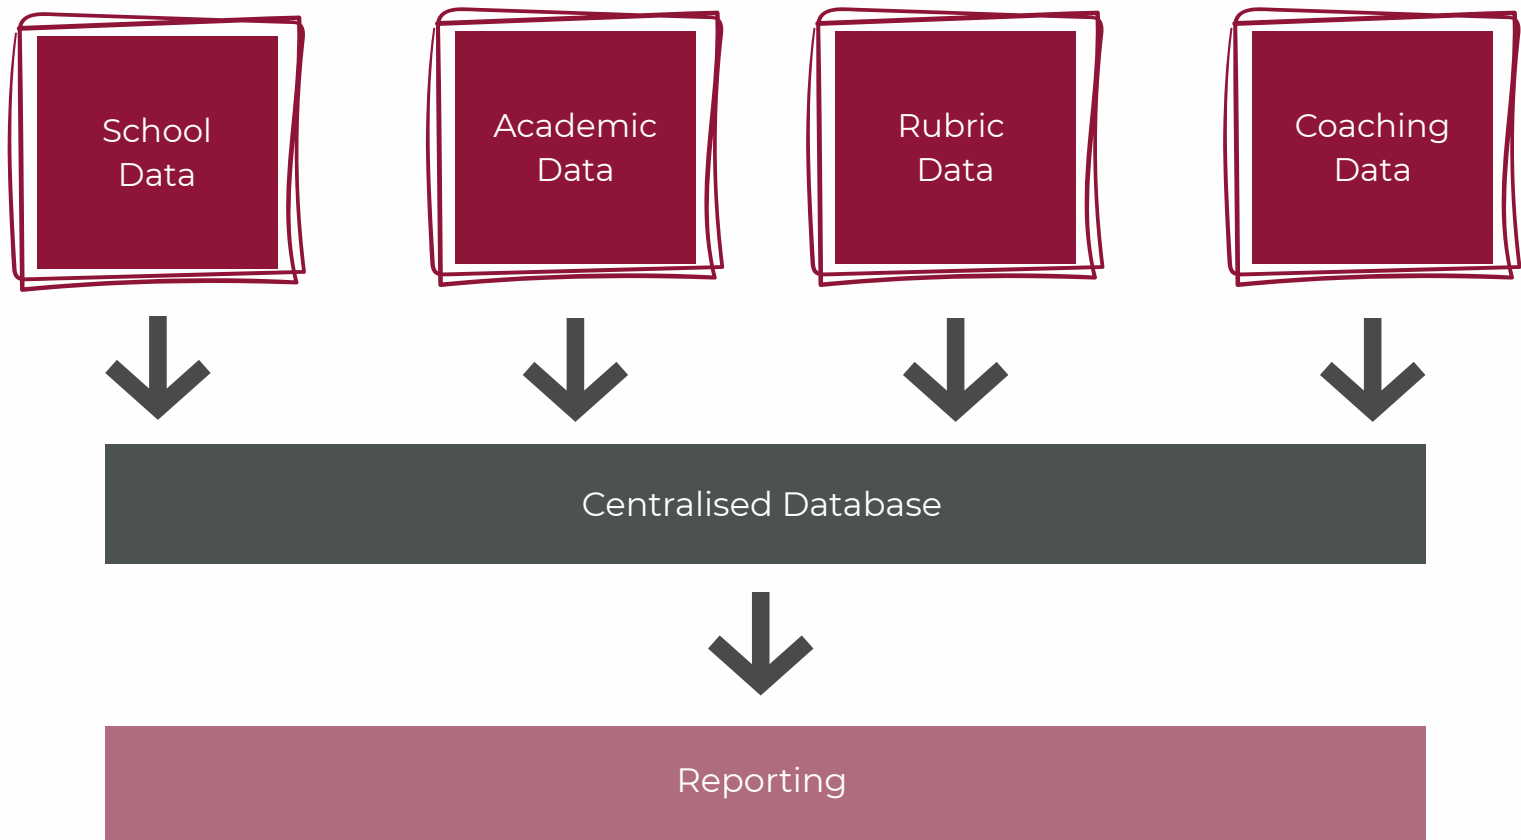 School
Data
Academic
Data
Rubric
Data
Coaching
Data
Centralised Database
Reporting